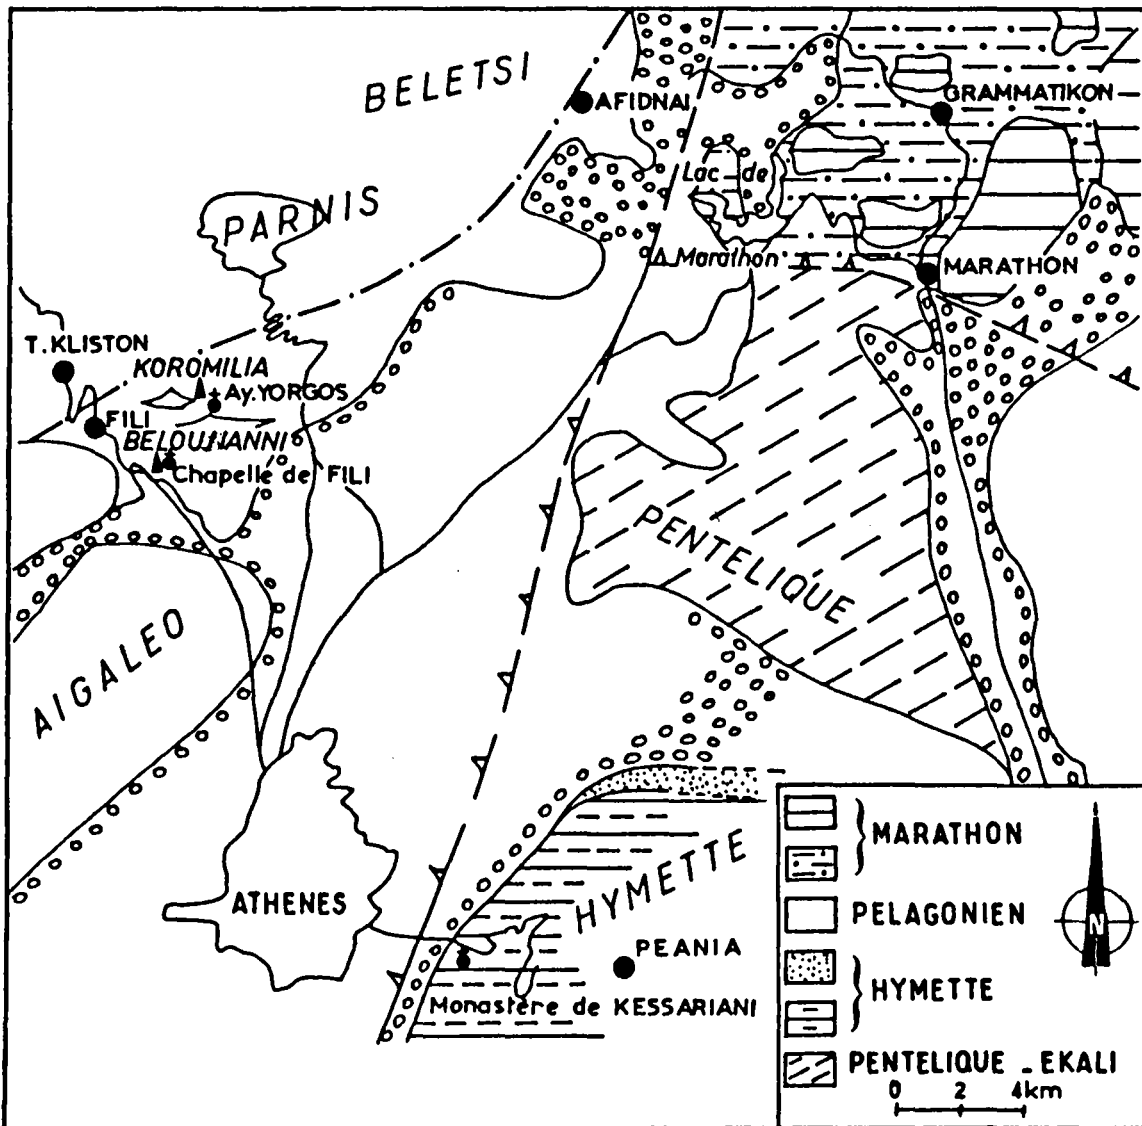 BELETSI
AFIDNAI
GRAMMATIKON
PARNIS
Lac de
Marathon
MARATHON
T. KLISTON
KOROMILIA
Ay. YORGOS
FILI
BELOUYIANNI
Chapelle de FILI
PENTELIQUE
AIGALEO
HYMETTE
ATHENES
PEANIA
Monastère de KESSARIANI
MARATHON
PELAGONIEN
HYMETTE
PENTELIQUE - EKALI
0 2 4km
N